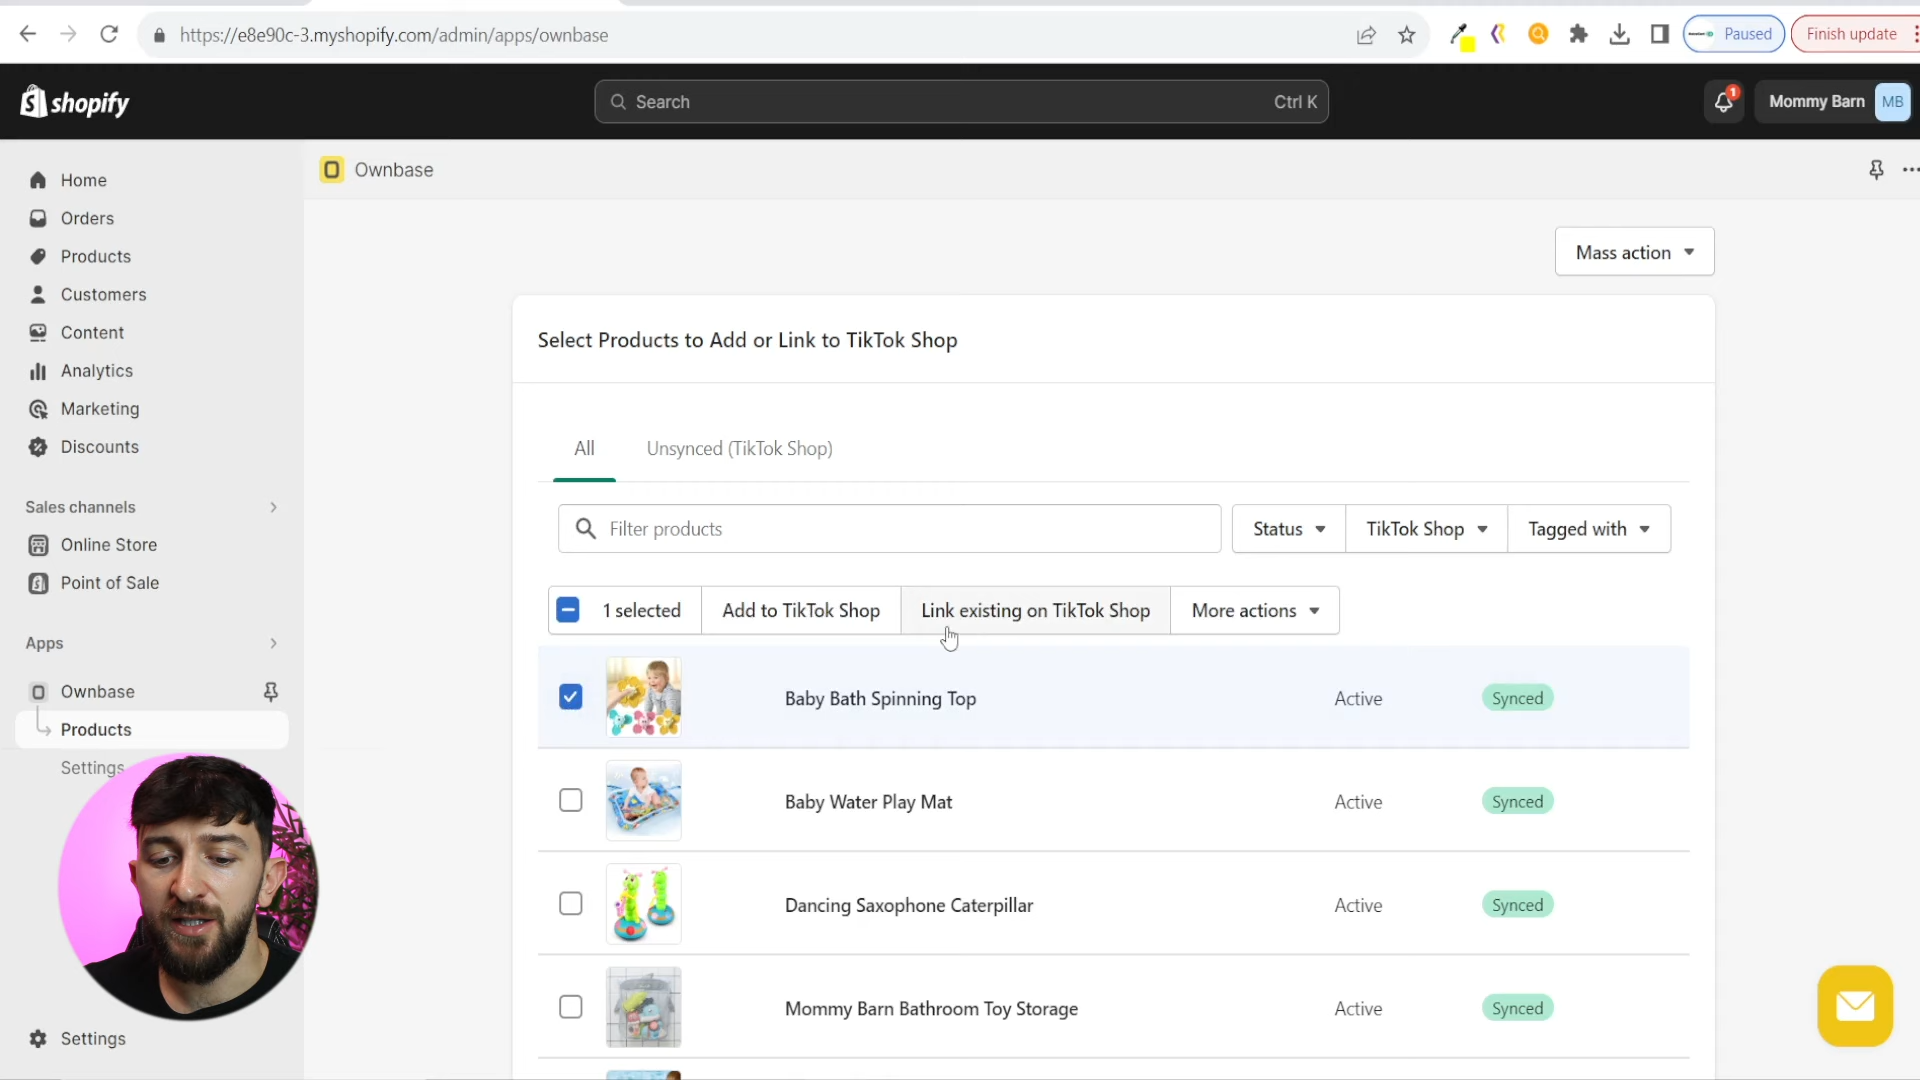 https://e8e90c-3.myshopify.com/admin/apps/ownbase
Paused
Finish update
shopify
Search
Ctrl K
1
Mommy Barn
MB
Home
Orders
Products
Customers
Content
Analytics
Marketing
Discounts
Sales channels
Online Store
Point of Sale
Apps
Ownbase
Products
Settings
Settings
Ownbase
Mass action
Select Products to Add or Link to TikTok Shop
All
Unsynced (TikTok Shop)
Filter products
Status
TikTok Shop
Tagged with
1 selected
Add to TikTok Shop
Link existing on TikTok Shop
More actions
Baby Bath Spinning Top
Active
Synced
Baby Water Play Mat
Active
Synced
Dancing Saxophone Caterpillar
Active
Synced
Mommy Barn Bathroom Toy Storage
Active
Synced